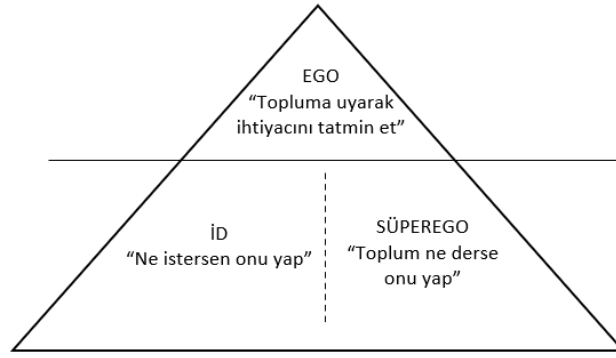 EGO
“Topluma uyarak
ihtiyacını tatmin et”
İD
“Ne istersen onu yap”
SÜPEREGO
“Toplum ne derse
onu yap”